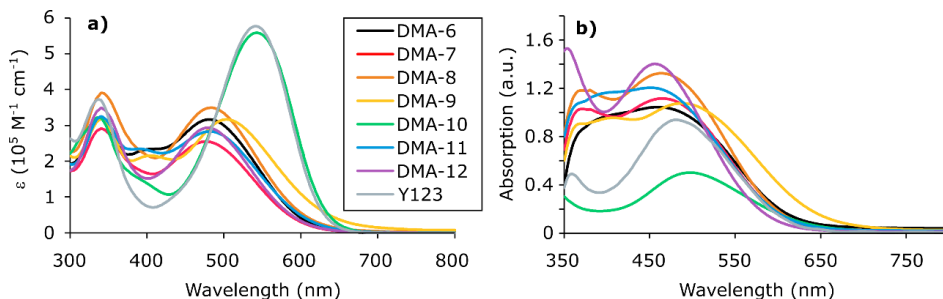 a)
ε (10⁵ M⁻¹ cm⁻¹)
6
5
4
3
2
1
0
300 400 500 600 700 800
Wavelength (nm)
DMA-6
DMA-7
DMA-8
DMA-9
DMA-10
DMA-11
DMA-12
Y123
b)
Absorption (a.u.)
1.6
1.2
0.8
0.4
0
350 450 550 650 750
Wavelength (nm)